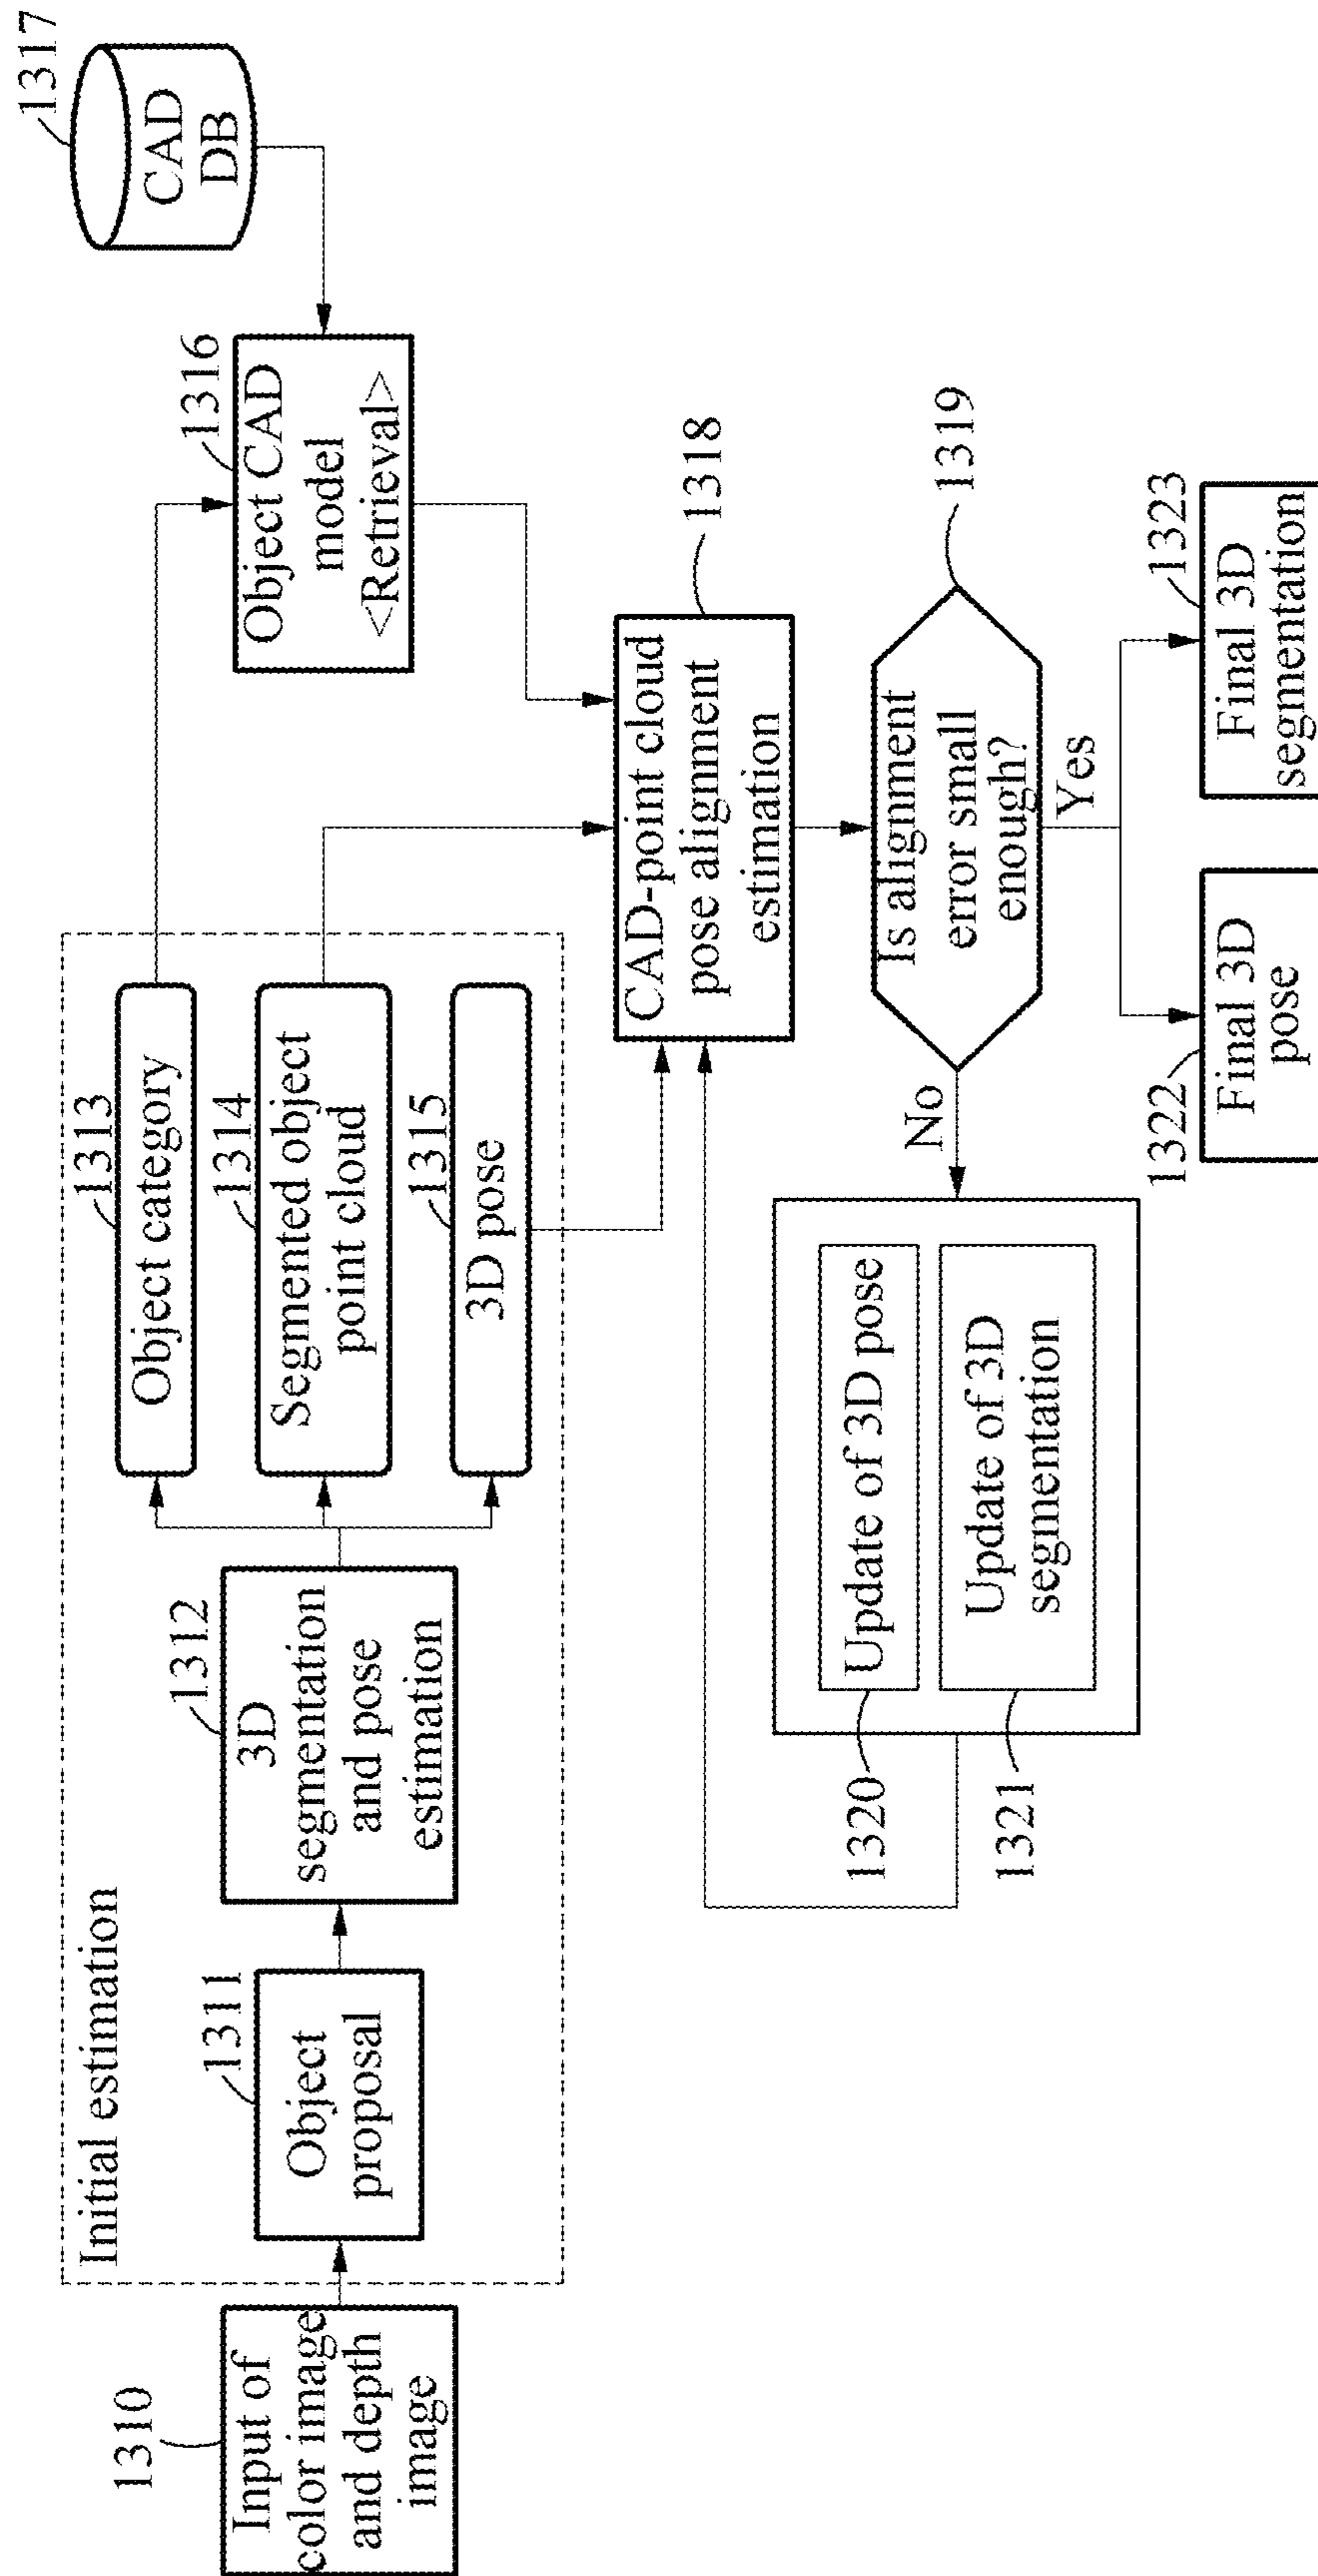 1310
Input of
color image
and depth
image
Initial estimation
1311
Object
proposal
1312
3D
segmentation
and pose
estimation
1313
Object category
1314
Segmented object
point cloud
1315
3D pose
1316
Object CAD
model
<Retrieval>
1317
CAD
DB
1318
CAD-point cloud
pose alignment
estimation
1319
Is alignment
error small
enough?
No
Yes
1320
Update of 3D pose
1321
Update of 3D
segmentation
1322
Final 3D
pose
1323
Final 3D
segmentation